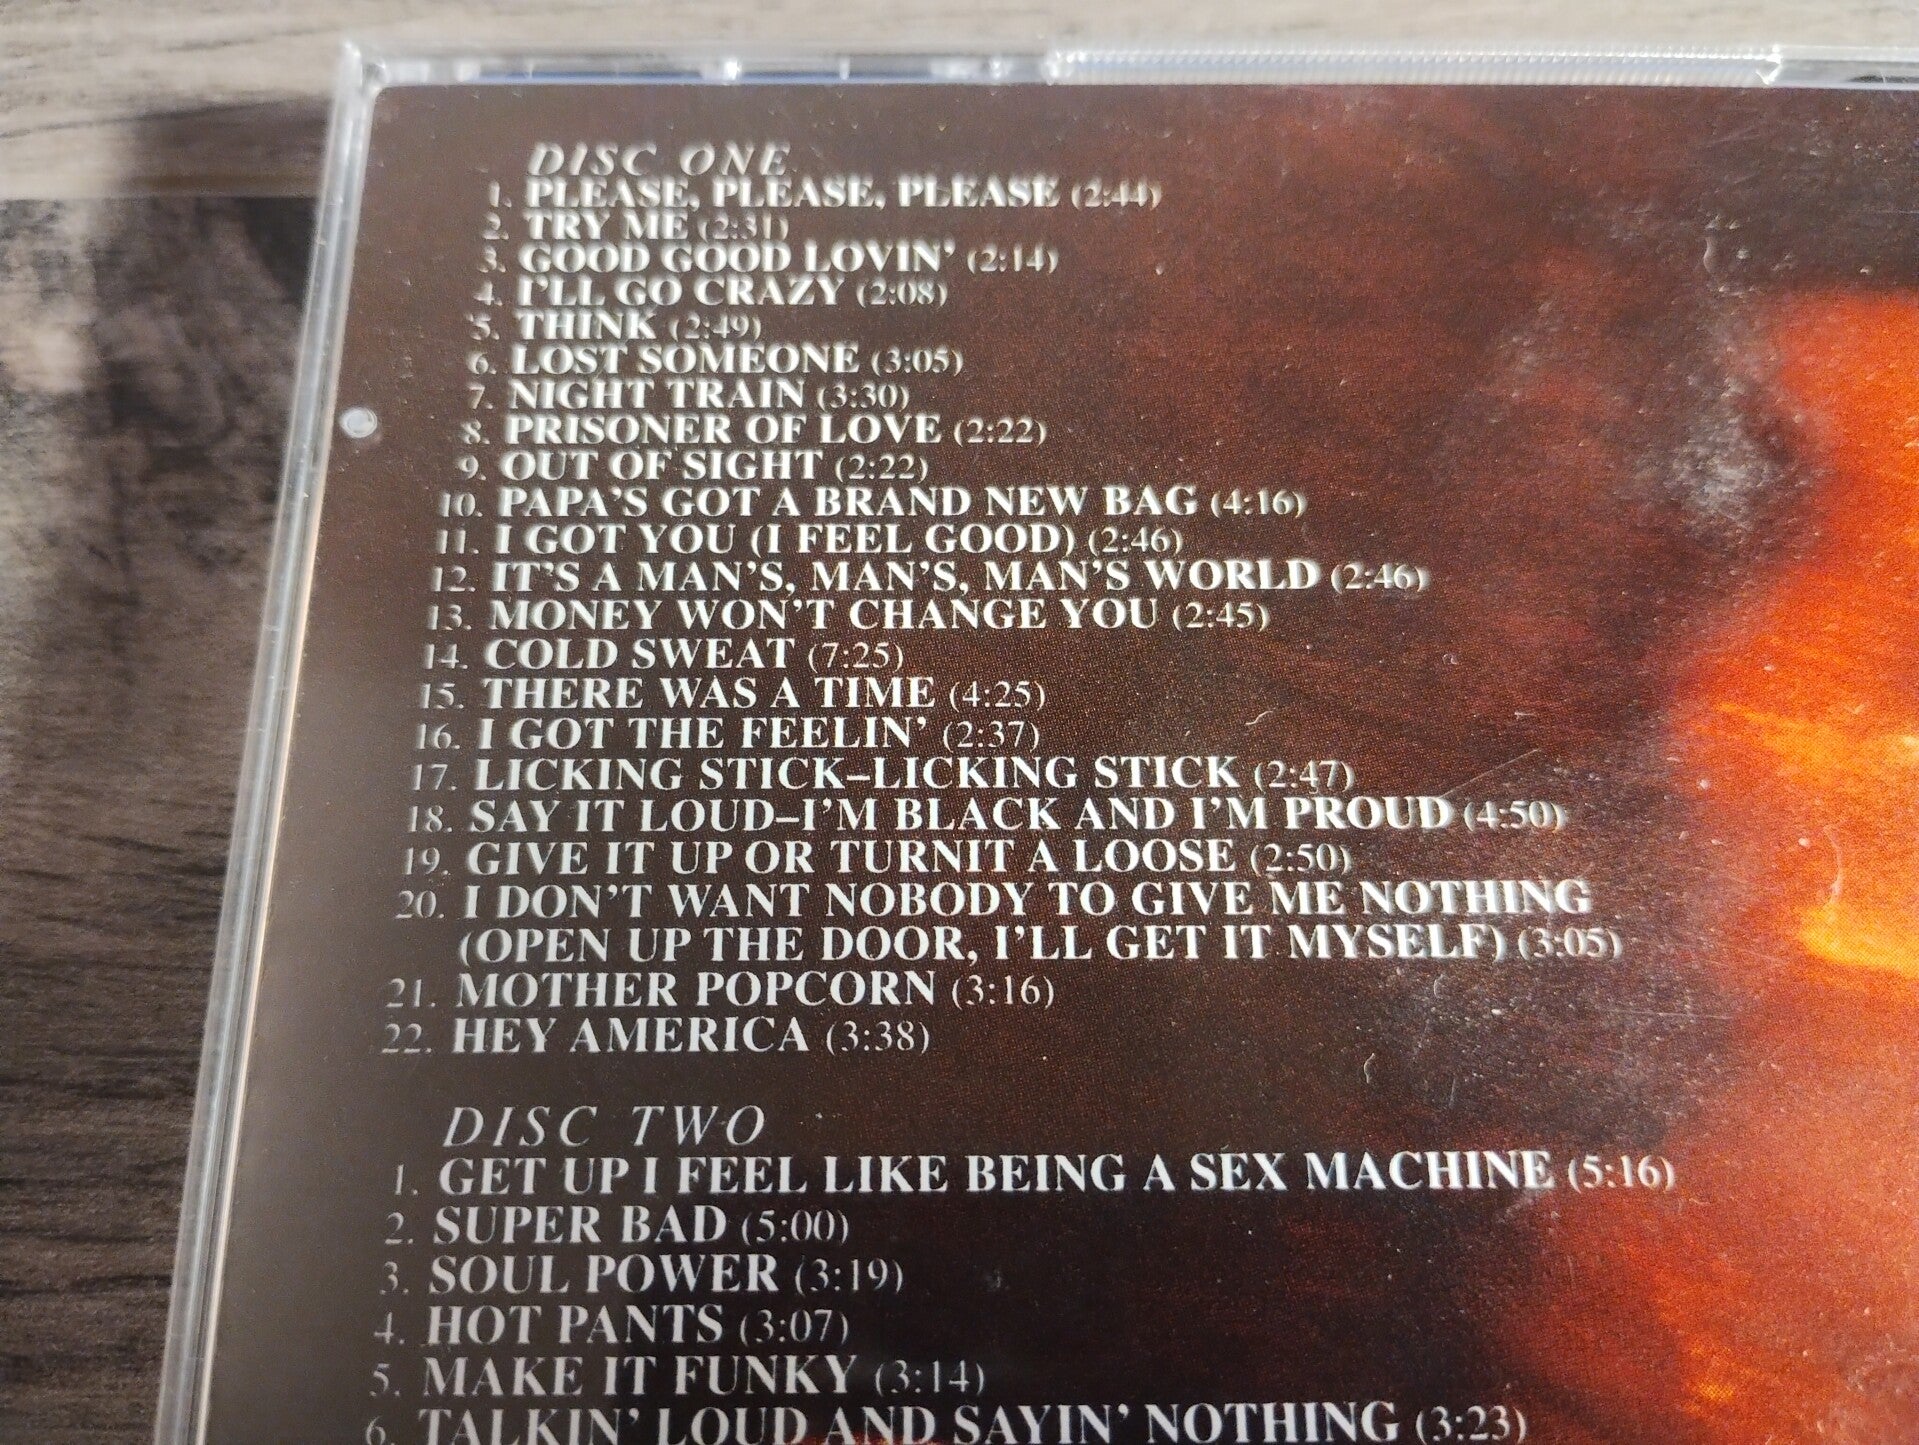 DISC ONE
1. PLEASE, PLEASE, PLEASE (2:44)
2. TRY ME (2:31)
3. GOOD GOOD LOVIN' (2:14)
4. I'LL GO CRAZY (2:08)
5. THINK (2:49)
6. LOST SOMEONE (3:05)
7. NIGHT TRAIN (3:30)
8. PRISONER OF LOVE (2:22)
9. OUT OF SIGHT (2:22)
10. PAPA'S GOT A BRAND NEW BAG (4:16)
11. I GOT YOU (I FEEL GOOD) (2:46)
12. IT'S A MAN'S, MAN'S, MAN'S WORLD (2:46)
13. MONEY WON'T CHANGE YOU (2:45)
14. COLD SWEAT (7:25)
15. THERE WAS A TIME (4:25)
16. I GOT THE FEELIN' (2:37)
17. LICKING STICK–LICKING STICK (2:47)
18. SAY IT LOUD–I'M BLACK AND I'M PROUD (4:50)
19. GIVE IT UP OR TURNIT A LOOSE (2:50)
20. I DON'T WANT NOBODY TO GIVE ME NOTHING
(OPEN UP THE DOOR, I'LL GET IT MYSELF) (3:05)
21. MOTHER POPCORN (3:16)
22. HEY AMERICA (3:38)
DISC TWO
1. GET UP I FEEL LIKE BEING A SEX MACHINE (5:16)
2. SUPER BAD (5:00)
3. SOUL POWER (3:19)
4. HOT PANTS (3:07)
5. MAKE IT FUNKY (3:14)
6. TALKIN' LOUD AND SAYIN' NOTHING (3:23)